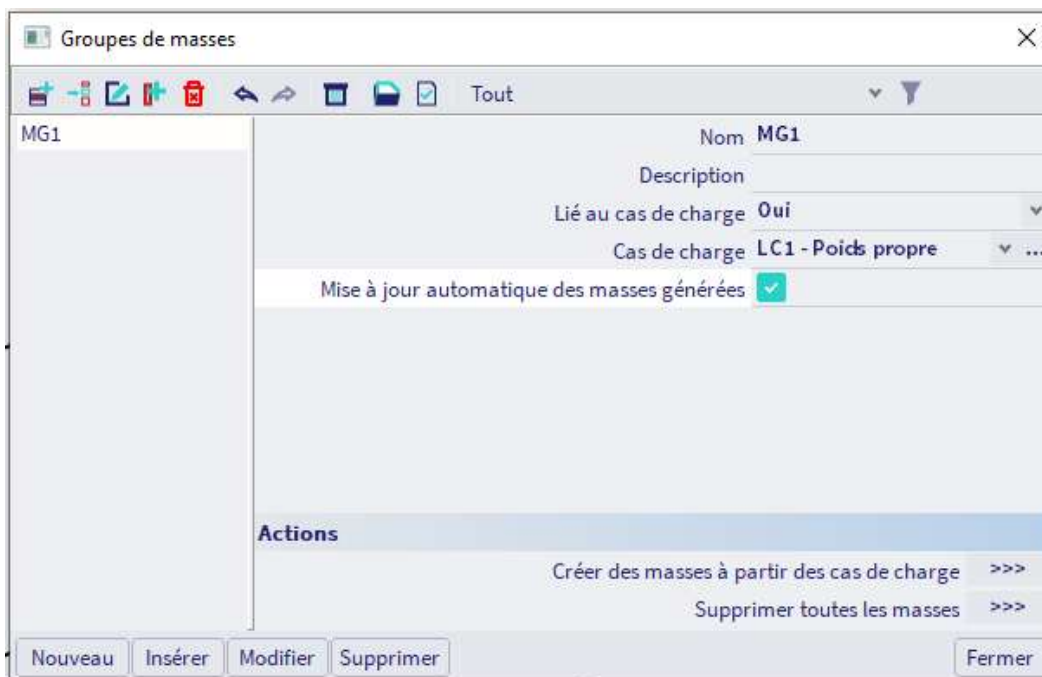 Groupes de masses
Tout
MG1
Nom MG1
Description
Lié au cas de charge Oui
Cas de charge LC1 - Poids propre ...
Mise à jour automatique des masses générées
Actions
Créer des masses à partir des cas de charge >>>
Supprimer toutes les masses >>>
Nouveau Insérer Modifier Supprimer Fermer